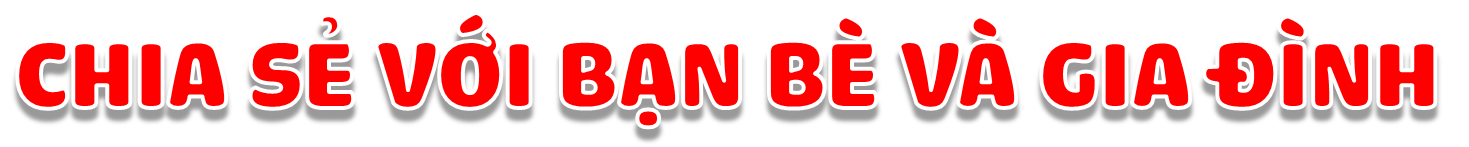 CHIA SẺ VỚI BẠN BÈ VÀ GIA ĐÌNH